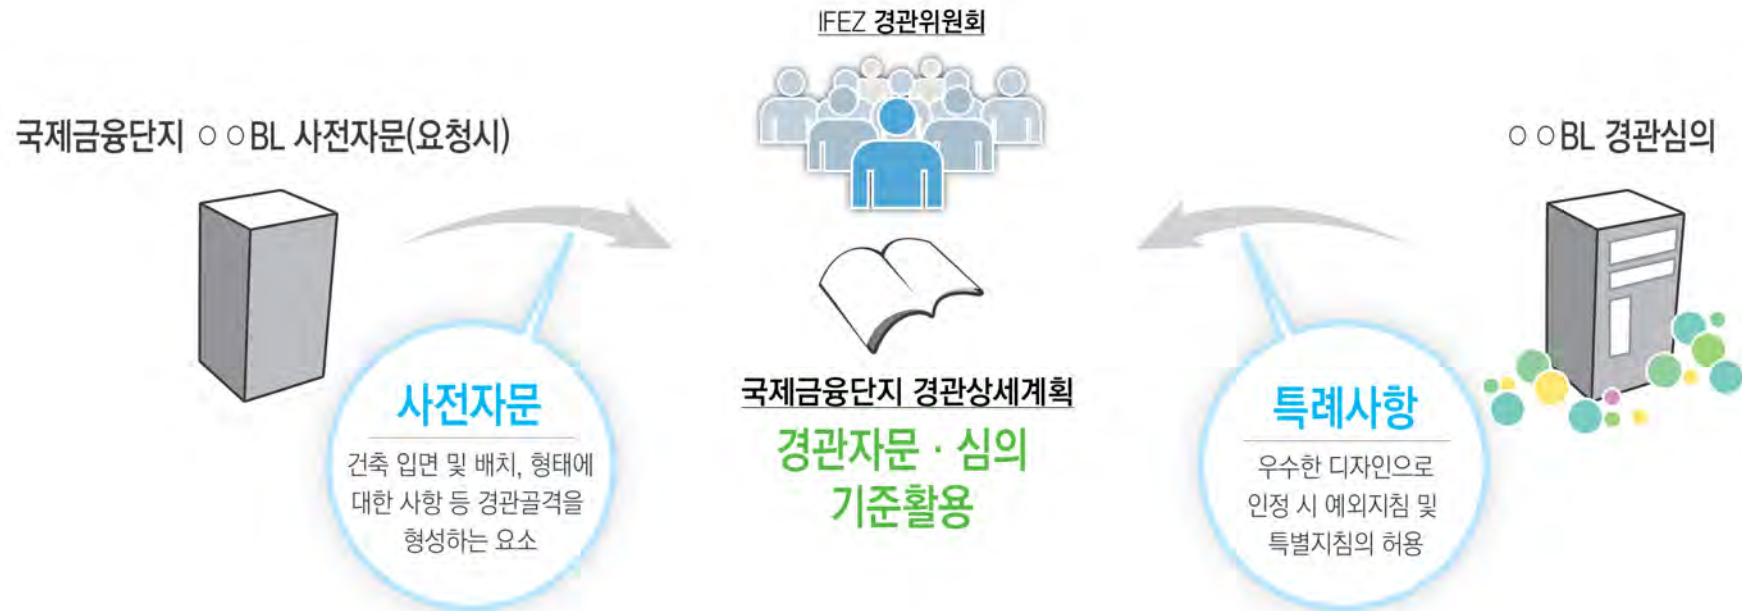 IFEZ 경관위원회
국제금융단지 ○○BL 사전자문(요청시)
○○BL 경관심의
사전자문
건축 입면 및 배치, 형태에
대한 사항 등 경관골격을
형성하는 요소
국제금융단지 경관상세계획
경관자문 · 심의
기준활용
특례사항
우수한 디자인으로
인정 시 예외지침 및
특별지침의 허용